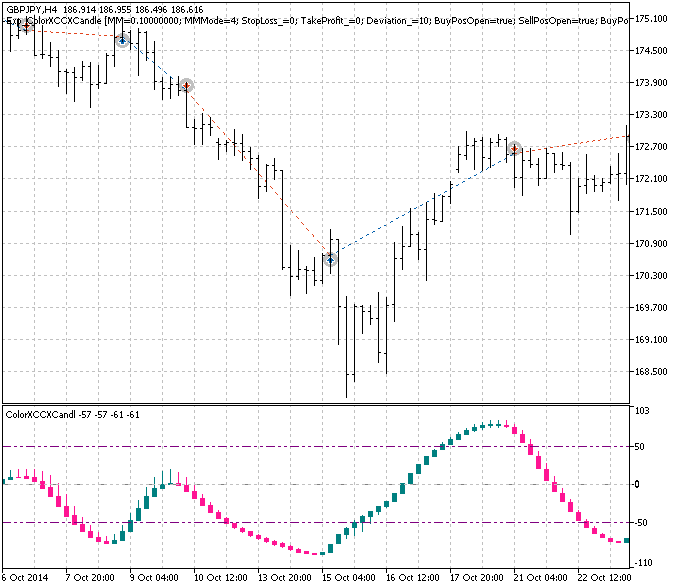 GBPJPY,H4 186.914 186.955 186.496 186.616
Exp_ColorXCCXCandle [MM=0.10000000; MMMode=4; StopLoss_=0; TakeProfit_=0; Deviation_=10; BuyPosOpen=true; SellPosOpen=true; BuyPo
175.100
174.500
173.900
173.300
172.700
172.100
171.500
170.900
170.300
169.700
169.100
168.500
ColorXCCXCandl -57 -57 -61 -61
103
50
-0
-50
-110
6 Oct 2014
7 Oct 20:00
9 Oct 04:00
10 Oct 12:00
13 Oct 20:00
15 Oct 04:00
16 Oct 12:00
17 Oct 20:00
21 Oct 04:00
22 Oct 12:00